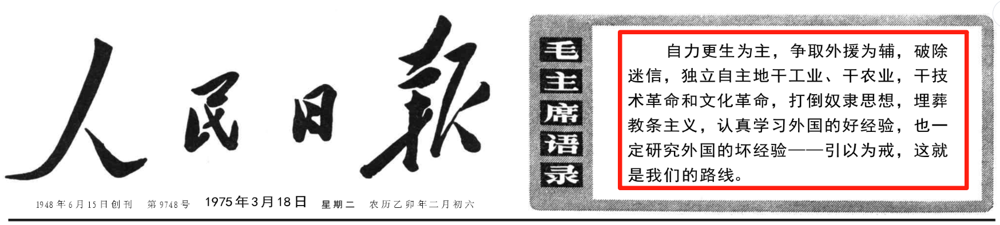 人民日报
1948年6月15日创刊 第9748号 1975年3月18日 星期二 农历乙卯年二月初六
毛主席语录
自力更生为主，争取外援为辅，破除
迷信，独立自主地干工业、干农业，干技
术革命和文化革命，打倒奴隶思想，埋葬
教条主义，认真学习外国的好经验，也一
定研究外国的坏经验——引以为戒，这就
是我们的路线。